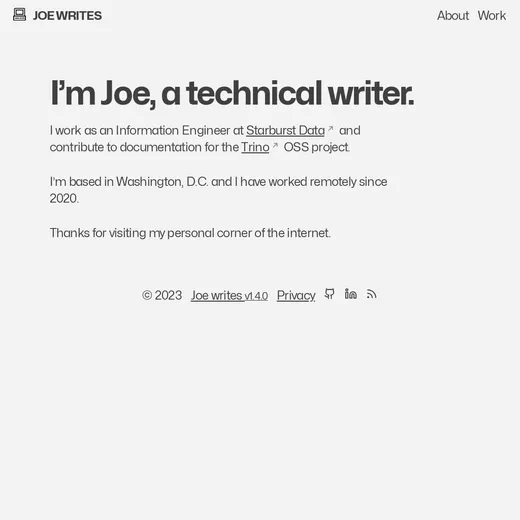 JOE WRITES About Work
I’m Joe, a technical writer.
I work as an Information Engineer at Starburst Data ↗ and
contribute to documentation for the Trino ↗ OSS project.
I’m based in Washington, D.C. and I have worked remotely since
2020.
Thanks for visiting my personal corner of the internet.
© 2023 Joe writes v1.4.0 Privacy